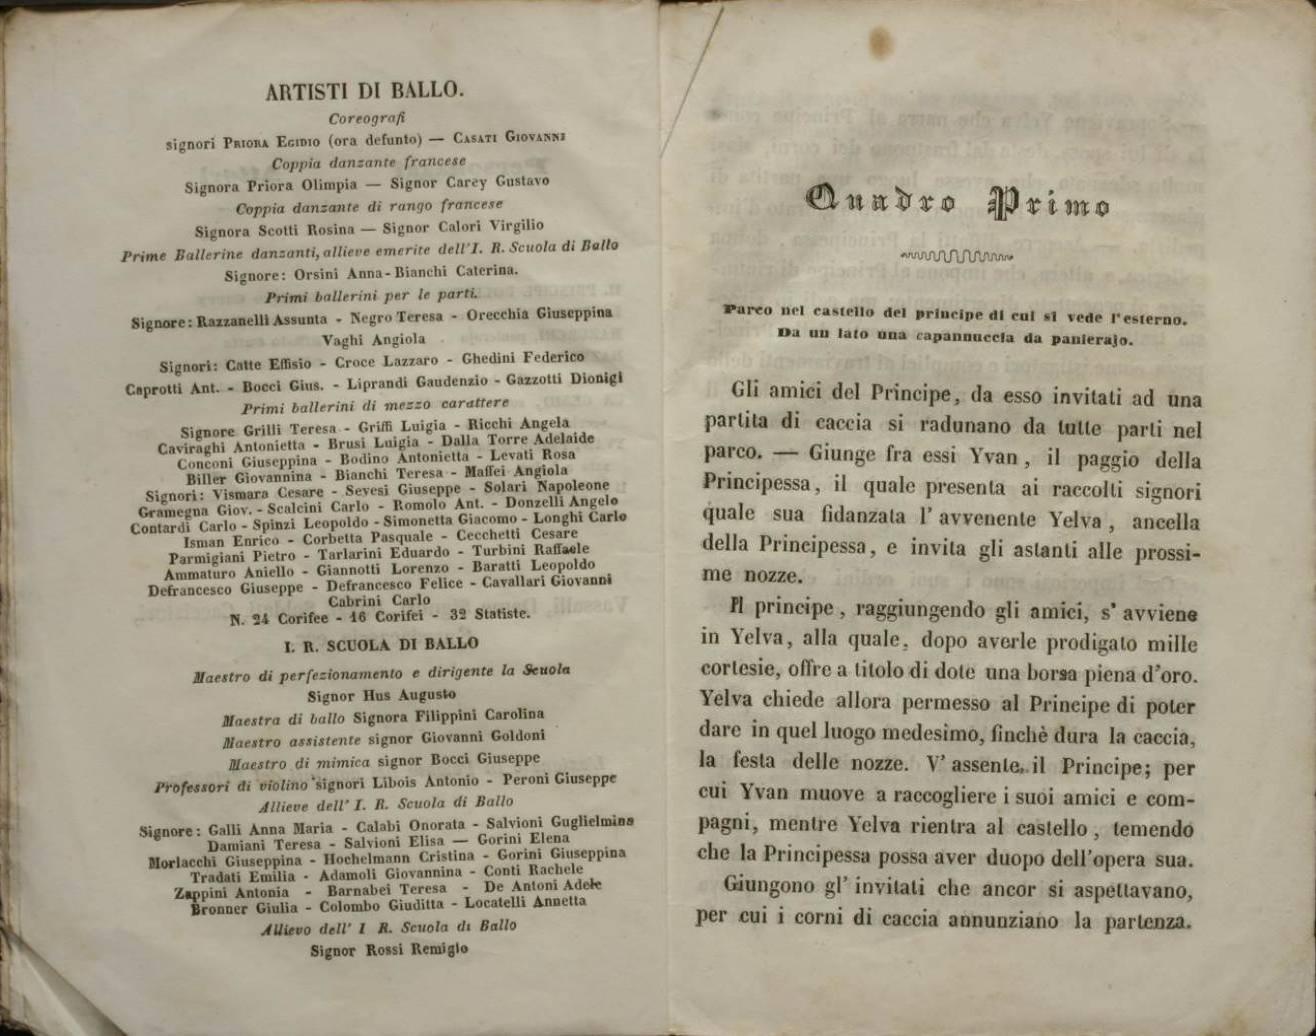 ARTISTI DI BALLO.
Coreografi
signori PRIORA EGIDIO (ora defunto) — CASATI GIOVANNI
Coppia danzante francese
Signora Priora Olimpia — Signor Carey Gustavo
Coppia danzante di rango francese
Signora Scotti Rosina — Signor Calori Virgilio
Prime Ballerine danzanti, allieve emerite dell'I. R. Scuola di Ballo
Signore: Orsini Anna - Bianchi Caterina.
Primi ballerini per le parti.
Signore: Razzanelli Assunta - Negro Teresa - Orecchia Giuseppina
Vaghi Angiola
Signori: Catte Effisio - Croce Lazzaro - Ghedini Federico
Caprotti Ant. - Bocci Gius. - Liprandi Gaudenzio - Gazzotti Dionigi
Primi ballerini di mezzo carattere
Signore Grilli Teresa - Griffi Luigia - Ricchi Angela
Caviraghi Antonietta - Brusi Luigia - Dalla Torre Adelaide
Conconi Giuseppina - Bodino Antonietta - Levati Rosa
Biller Giovannina - Bianchi Teresa - Maffei Angiola
Signori: Vismara Cesare - Sevesi Giuseppe - Solari Napoleone
Gramegna Giov. - Scalcini Carlo - Romolo Ant. - Donzelli Angelo
Contardi Carlo - Spinzi Leopoldo - Simonetta Giacomo - Longhi Carlo
Isman Enrico - Corbetta Pasquale - Cecchetti Cesare
Parmigiani Pietro - Tarlarini Eduardo - Turbini Raffaele
Ammaturo Aniello - Giannotti Lorenzo - Baratti Leopoldo
Defrancesco Giuseppe - Defrancesco Felice - Cavallari Giovanni
Cabrini Carlo
N. 24 Corifee - 16 Corifei - 32 Statiste.
I. R. SCUOLA DI BALLO
Maestro di perfezionamento e dirigente la Scuola
Signor Hus Augusto
Maestra di ballo Signora Filippini Carolina
Maestro assistente signor Giovanni Goldoni
Maestro di mimica signor Bocci Giuseppe
Professori di violino signori Libois Antonio - Peroni Giuseppe
Allieve dell' I. R. Scuola di Ballo
Signore: Galli Anna Maria - Calabi Onorata - Salvioni Guglielmina
Damiani Teresa - Salvioni Elisa — Gorini Elena
Morlacchi Giuseppina - Hochelmann Cristina - Gorini Giuseppina
Tradati Emilia - Adamoli Giovannina - Conti Rachele
Zappini Antonia - Barnabei Teresa - De Antoni Adele
Bronner Giulia - Colombo Giuditta - Locatelli Annetta
Allievo dell' I R. Scuola di Ballo
Signor Rossi Remigio
Quadro Primo
Parco nel castello del principe di cui si vede l'esterno.
Da un lato una capannuccia da panierajo.
Gli amici del Principe, da esso invitati ad una
partita di caccia si radunano da tutte parti nel
parco. — Giunge fra essi Yvan, il paggio della
Principessa, il quale presenta ai raccolti signori
quale sua fidanzata l' avvenente Yelva, ancella
della Principessa, e invita gli astanti alle prossi-
me nozze.
Il principe, raggiungendo gli amici, s' avviene
in Yelva, alla quale, dopo averle prodigato mille
cortesie, offre a titolo di dote una borsa piena d'oro.
Yelva chiede allora permesso al Principe di poter
dare in quel luogo medesimo, finchè dura la caccia,
la festa delle nozze. V' assente il Principe; per
cui Yvan muove a raccogliere i suoi amici e com-
pagni, mentre Yelva rientra al castello, temendo
che la Principessa possa aver duopo dell'opera sua.
Giungono gl' invitati che ancor si aspettavano,
per cui i corni di caccia annunziano la partenza.